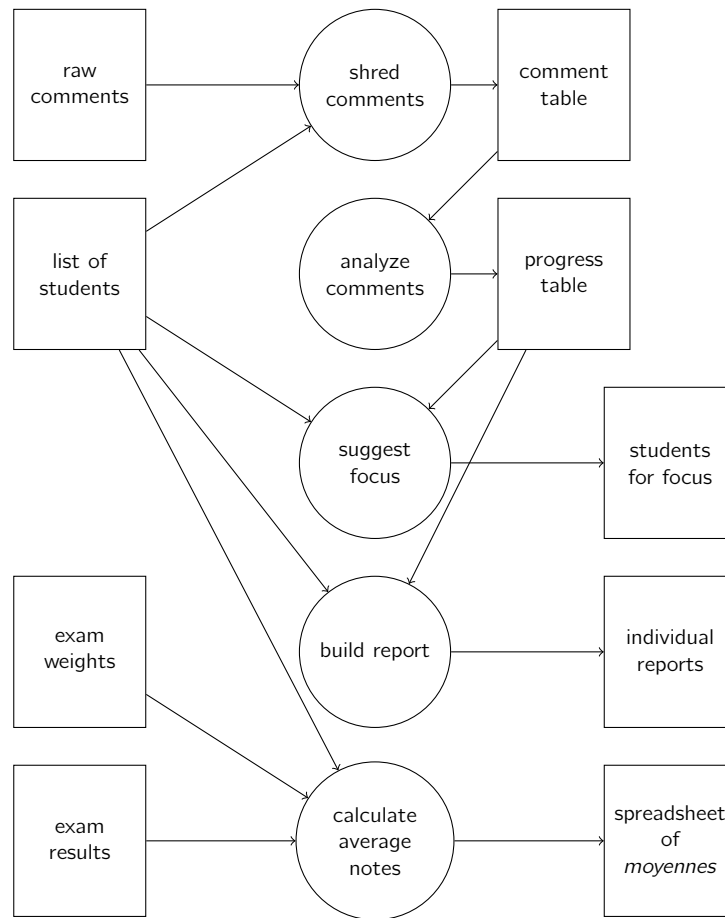 raw
comments
shred
comments
comment
table
list of
students
analyze
comments
progress
table
suggest
focus
students
for focus
exam
weights
build report
individual
reports
exam
results
calculate
average
notes
spreadsheet
of
moyennes